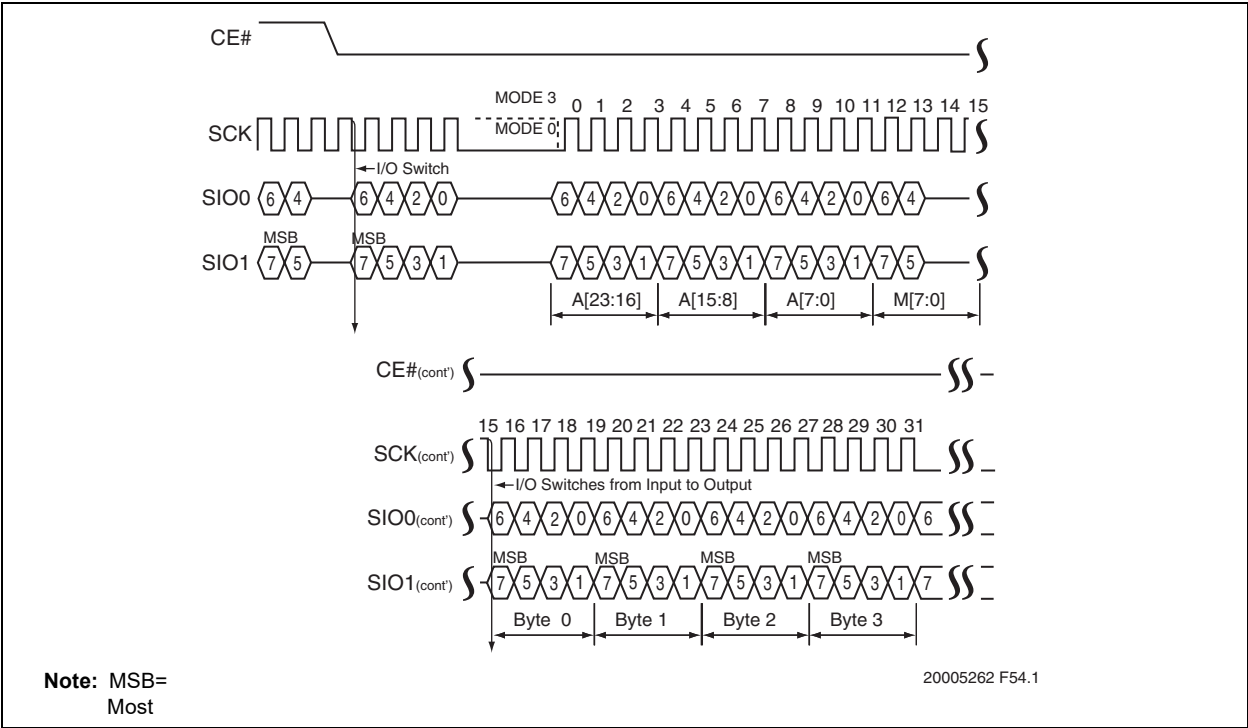 CE#
MODE 3 0 1 2 3 4 5 6 7 8 9 10 11 12 13 14 15
SCK MODE 0
I/O Switch
SIO0 6 4 6 4 2 0 6 4 2 0 6 4 2 0 6 4 2 0 6 4
MSB MSB
SIO1 7 5 7 5 3 1 7 5 3 1 7 5 3 1 7 5 3 1 7 5
A[23:16] A[15:8] A[7:0] M[7:0]
CE#(cont')
15 16 17 18 19 20 21 22 23 24 25 26 27 28 29 30 31
SCK(cont')
I/O Switches from Input to Output
SIO0(cont') 6 4 2 0 6 4 2 0 6 4 2 0 6 4 2 0 6
MSB MSB MSB MSB
SIO1(cont') 7 5 3 1 7 5 3 1 7 5 3 1 7 5 3 1 7
Byte 0 Byte 1 Byte 2 Byte 3
20005262 F54.1
Note: MSB=
Most